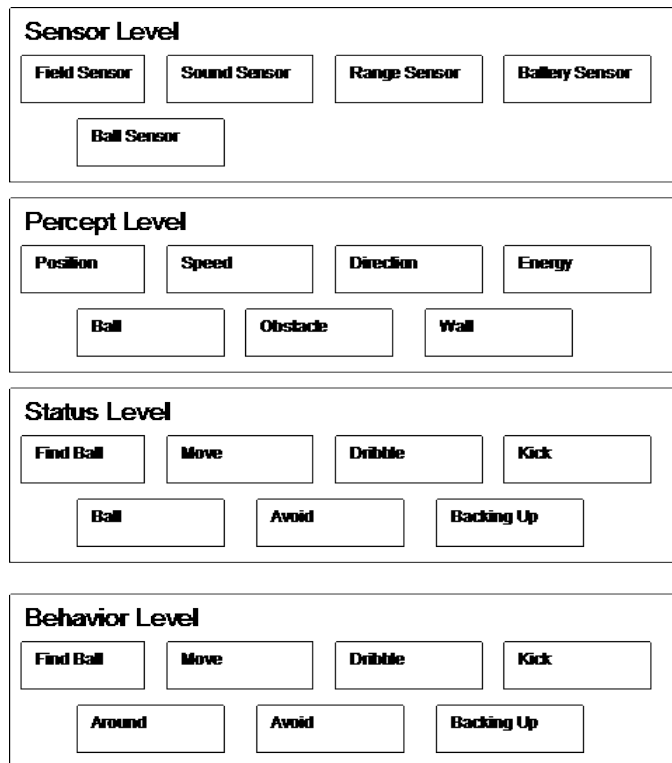 Sensor Level
Field Sensor Sound Sensor Range Sensor Battery Sensor
Ball Sensor
Percept Level
Position Speed Direction Energy
Ball Obstacle Wall
Status Level
Find Ball Move Dribble Kick
Ball Avoid Backing Up
Behavior Level
Find Ball Move Dribble Kick
Around Avoid Backing Up